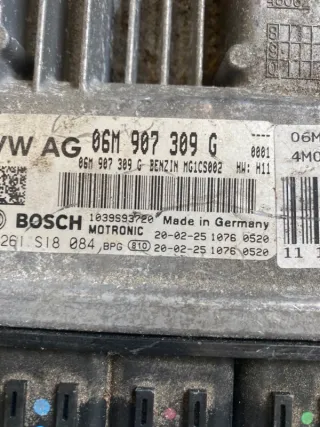 VW AG 06M 907 309 G
0001
06M 907 309 G BENZIN MG1CS002 HW: H11
BOSCH 1039S93720 Made in Germany
MOTRONIC 20-02-25 1076 0520
261 S18 084 BPG 810 20-02-25 1076 0520
06M
4M0
11 1